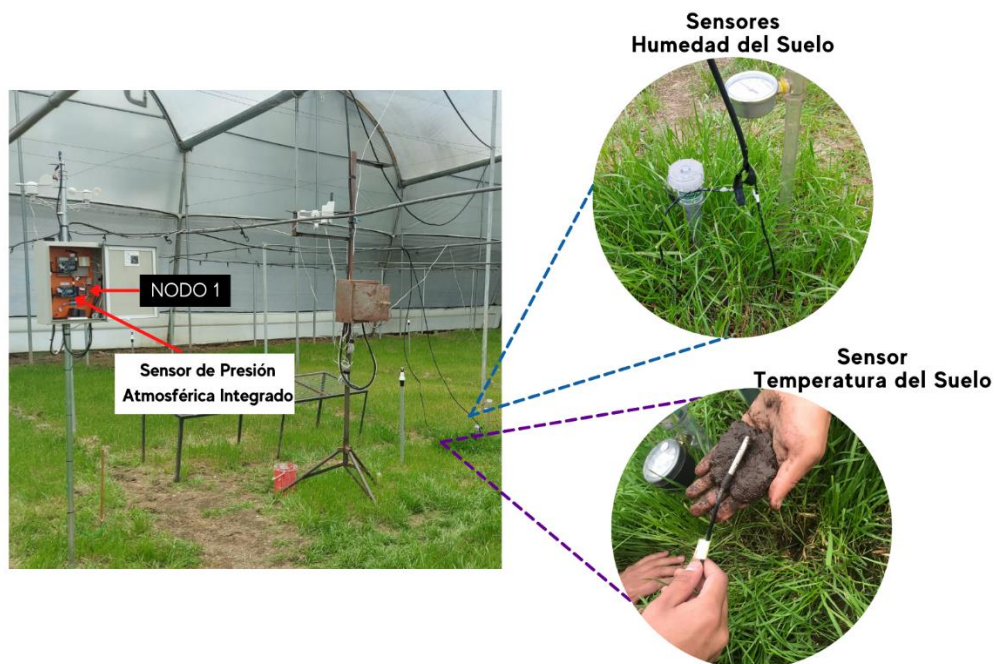 Sensores
Humedad del Suelo
NODO 1
Sensor de Presión
Atmosférica Integrado
Sensor
Temperatura del Suelo